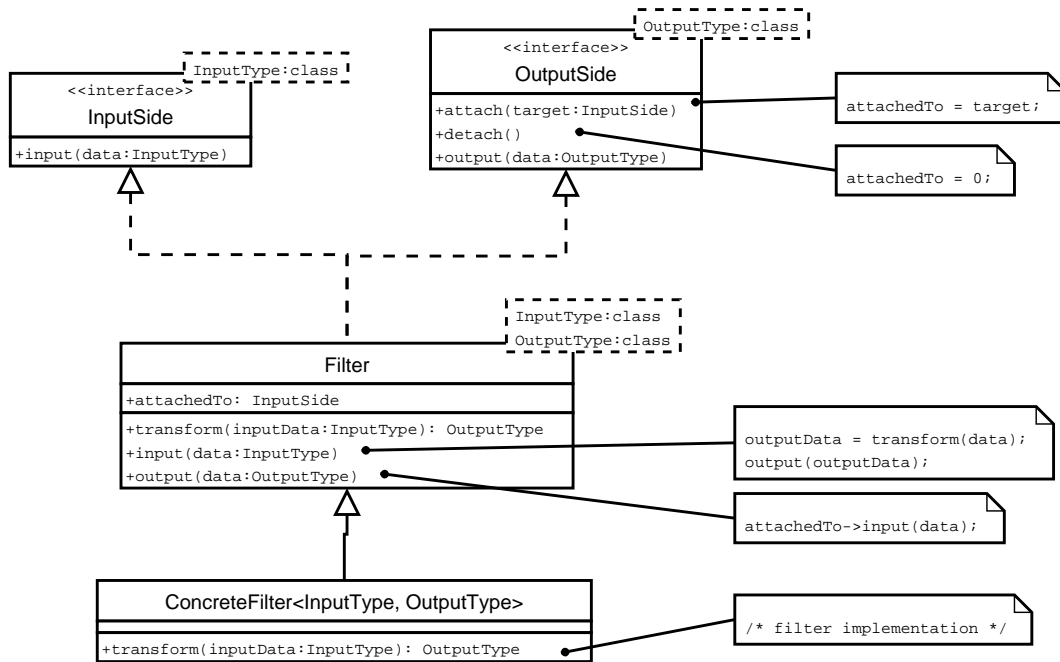 OutputType:class
<<interface>>
OutputSide
+attach(target:InputSide)
+detach()
+output(data:OutputType)
InputType:class
<<interface>>
InputSide
+input(data:InputType)
attachedTo = target;
attachedTo = 0;
InputType:class
OutputType:class
Filter
+attachedTo: InputSide
+transform(inputData:InputType): OutputType
+input(data:InputType)
+output(data:OutputType)
outputData = transform(data);
output(outputData);
attachedTo->input(data);
ConcreteFilter<InputType, OutputType>
+transform(inputData:InputType): OutputType
/* filter implementation */